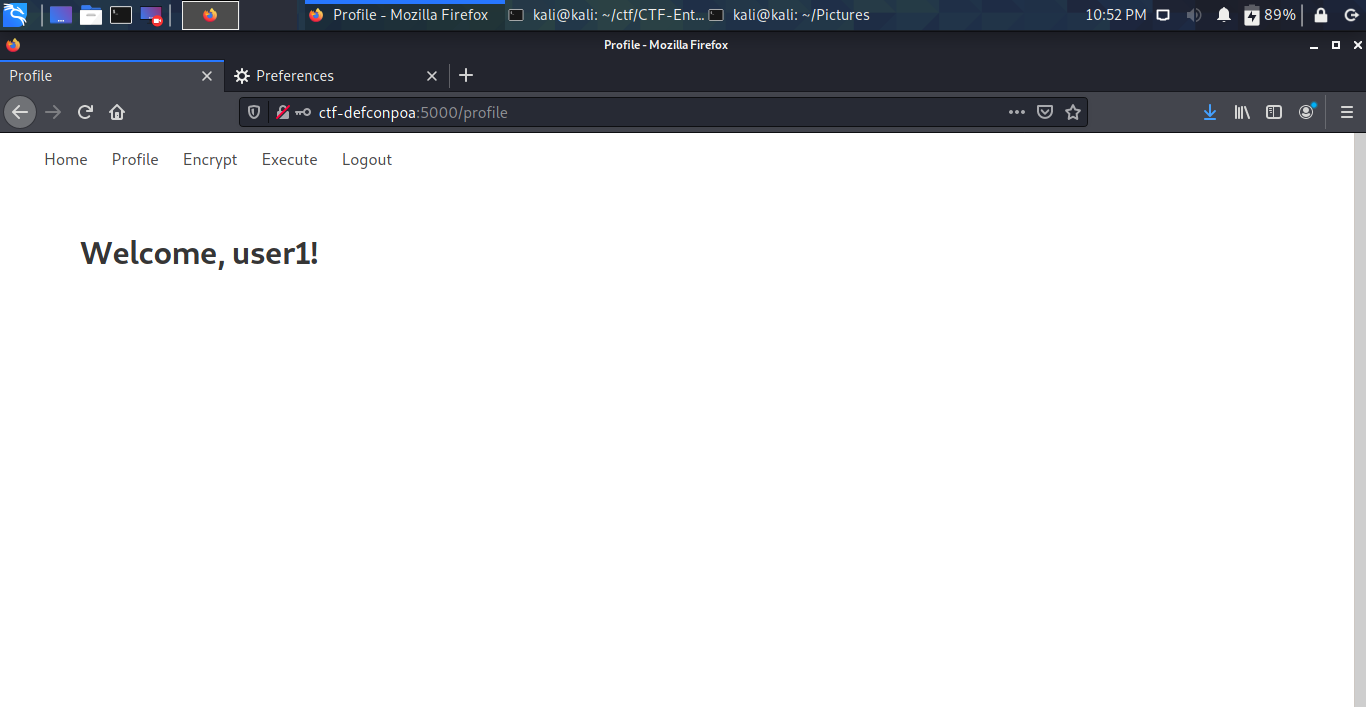 Profile - Mozilla Firefox kali@kali: ~/ctf/CTF-Ent... kali@kali: ~/Pictures 10:52 PM 89%
Profile - Mozilla Firefox
Profile Preferences
ctf-defconpoa:5000/profile
Home Profile Encrypt Execute Logout
Welcome, user1!